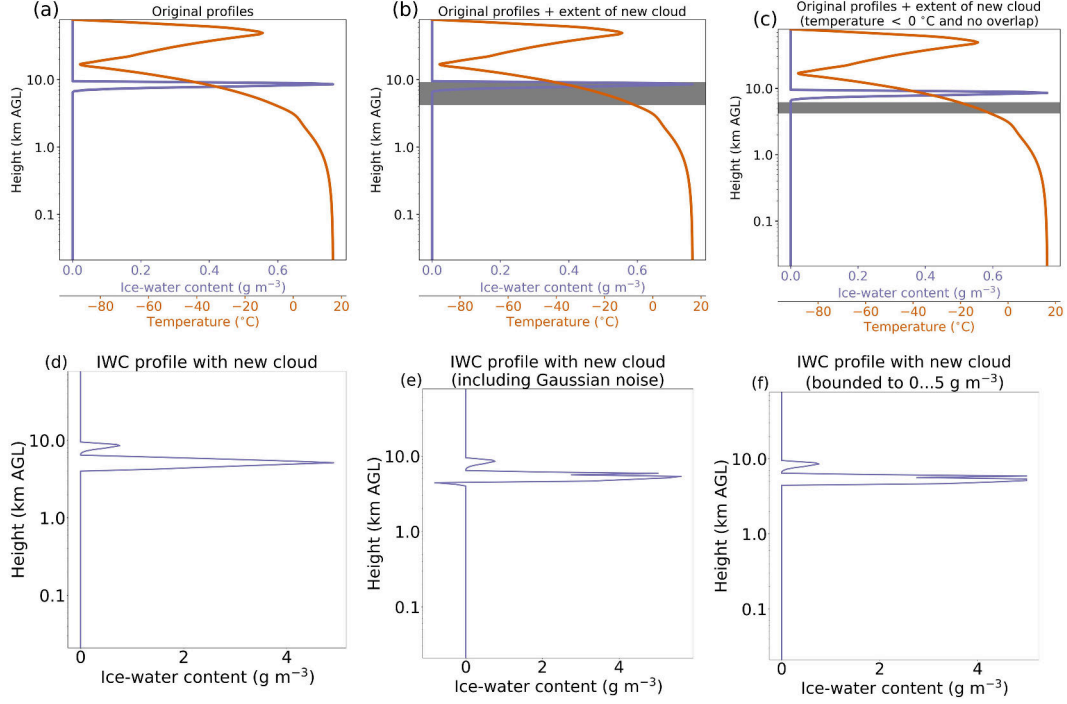 (a)
Original profiles
Height (km AGL)
10.0
1.0
0.1
0.0 0.2 0.4 0.6
Ice-water content (g m⁻³)
−80 −60 −40 −20 0 20
Temperature (˚C)
(b)
Original profiles + extent of new cloud
Height (km AGL)
10.0
1.0
0.1
0.0 0.2 0.4 0.6
Ice-water content (g m⁻³)
−80 −60 −40 −20 0 20
Temperature (˚C)
(c)
Original profiles + extent of new cloud
(temperature < 0 ˚C and no overlap)
Height (km AGL)
10.0
1.0
0.1
0.0 0.2 0.4 0.6
Ice-water content (g m⁻³)
−80 −60 −40 −20 0 20
Temperature (˚C)
(d)
IWC profile with new cloud
Height (km AGL)
10.0
1.0
0.1
0 2 4
Ice-water content (g m⁻³)
(e)
IWC profile with new cloud
(including Gaussian noise)
Height (km AGL)
10.0
1.0
0.1
0 2 4
Ice-water content (g m⁻³)
(f)
IWC profile with new cloud
(bounded to 0...5 g m⁻³)
Height (km AGL)
10.0
1.0
0.1
0 2 4
Ice-water content (g m⁻³)